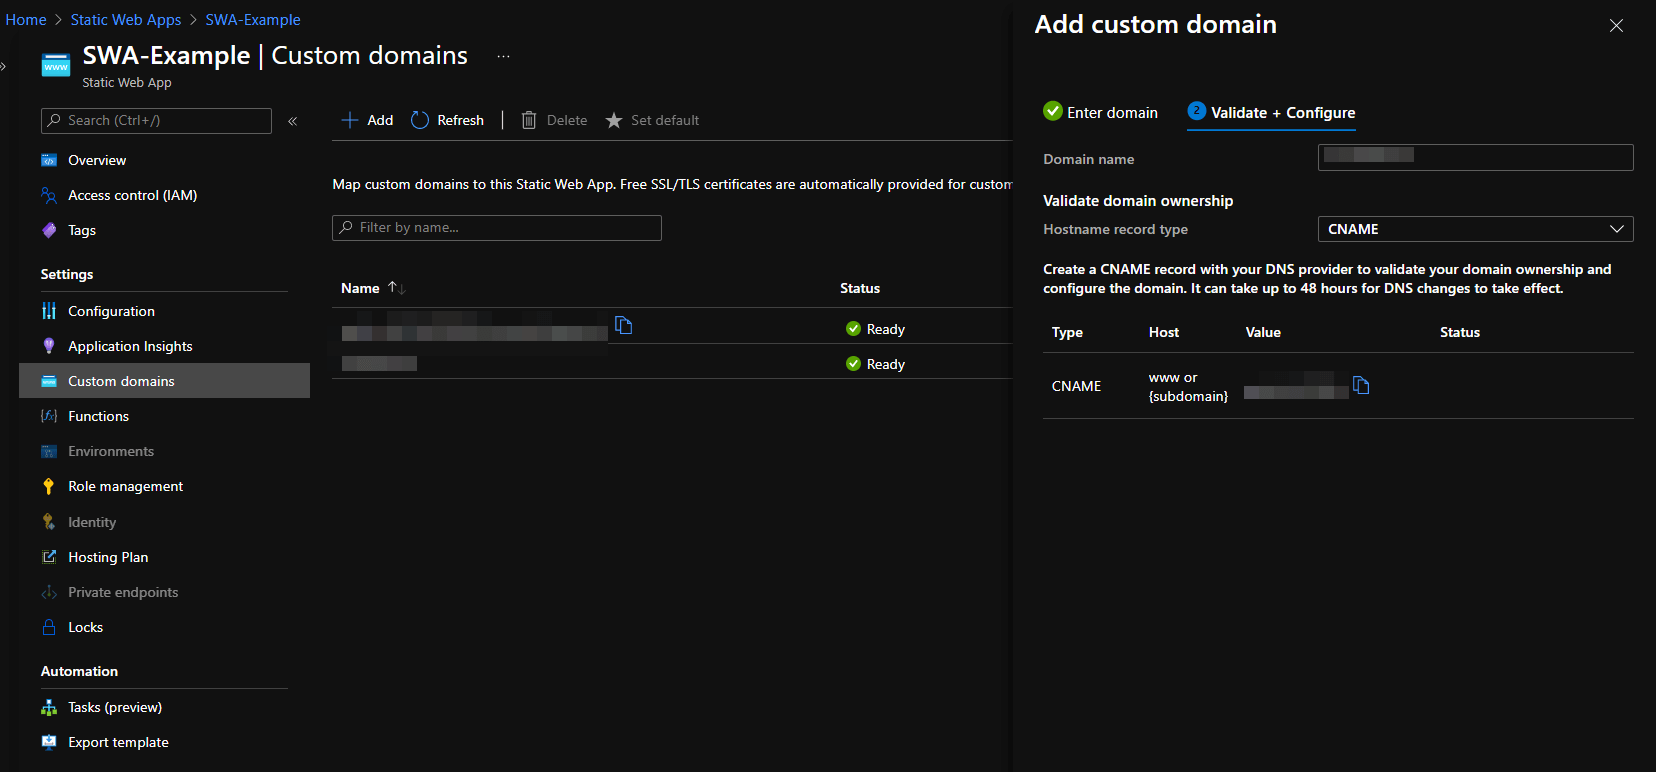 Home > Static Web Apps > SWA-Example
www
SWA-Example | Custom domains ...
Static Web App
Search (Ctrl+/)
«
Overview
Access control (IAM)
Tags
Settings
Configuration
Application Insights
Custom domains
Functions
Environments
Role management
Identity
Hosting Plan
Private endpoints
Locks
Automation
Tasks (preview)
Export template
Add Refresh | Delete Set default
Map custom domains to this Static Web App. Free SSL/TLS certificates are automatically provided for custom
Filter by name...
Name Status
Ready
Ready
Add custom domain
Enter domain 2 Validate + Configure
Domain name
Validate domain ownership
Hostname record type CNAME
Create a CNAME record with your DNS provider to validate your domain ownership and
configure the domain. It can take up to 48 hours for DNS changes to take effect.
Type Host Value Status
CNAME www or
{subdomain}